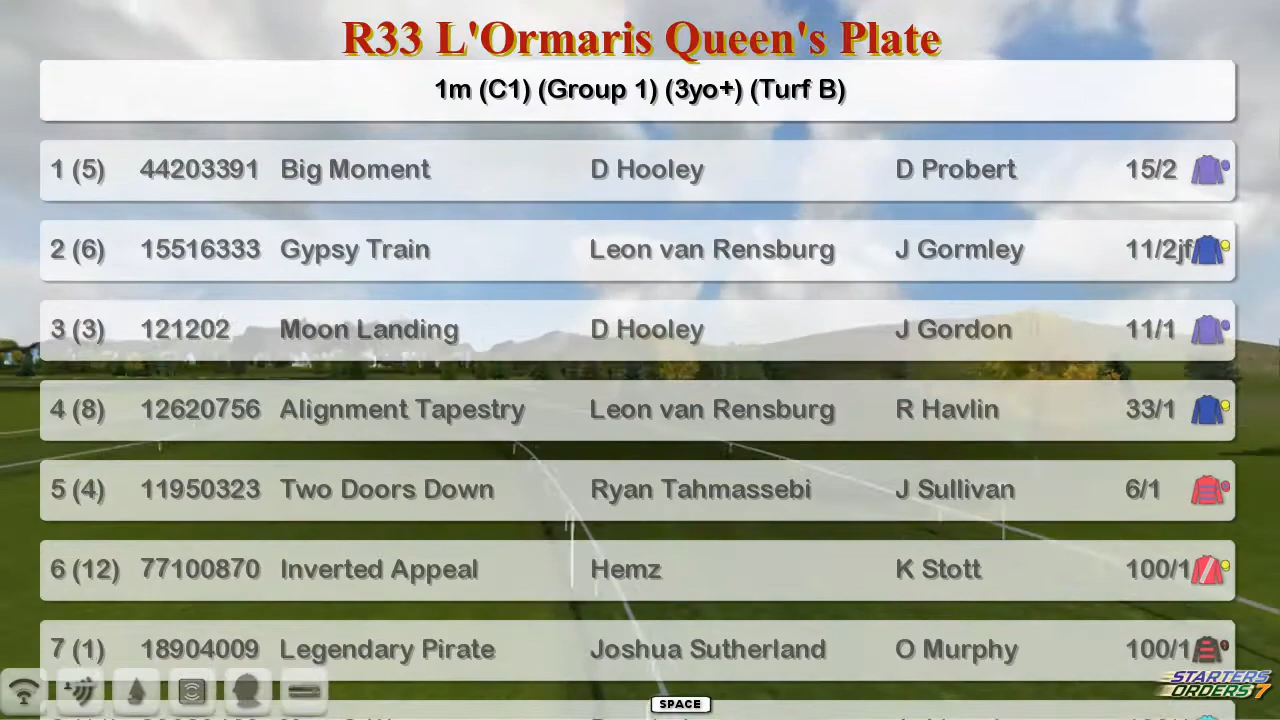 R33 L'Ormaris Queen's Plate
1m (C1) (Group 1) (3yo+) (Turf B)
1 (5) 44203391 Big Moment D Hooley D Probert 15/2
2 (6) 15516333 Gypsy Train Leon van Rensburg J Gormley 11/2jf
3 (3) 121202 Moon Landing D Hooley J Gordon 11/1
4 (8) 12620756 Alignment Tapestry Leon van Rensburg R Havlin 33/1
5 (4) 11950323 Two Doors Down Ryan Tahmassebi J Sullivan 6/1
6 (12) 77100870 Inverted Appeal Hemz K Stott 100/1
7 (1) 18904009 Legendary Pirate Joshua Sutherland O Murphy 100/1
STARTERS
ORDERS 7
SPACE